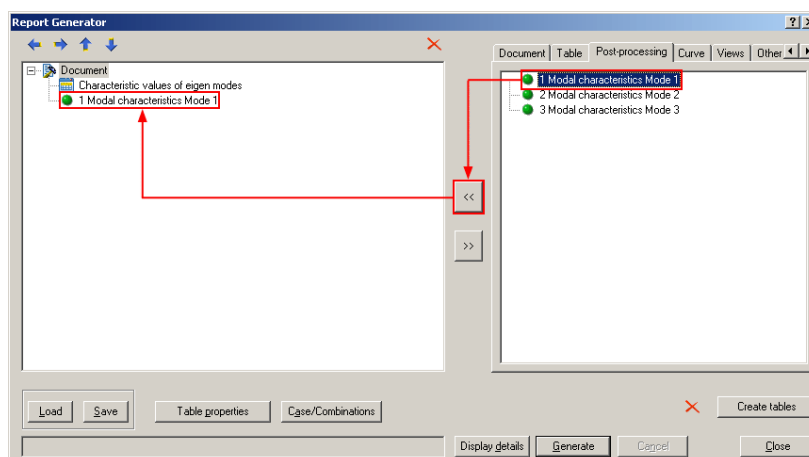 Report Generator
Document
Characteristic values of eigen modes
1 Modal characteristics Mode 1
<<
>>
Document Table Post-processing Curve Views Other
1 Modal characteristics Mode 1
2 Modal characteristics Mode 2
3 Modal characteristics Mode 3
Load Save Table properties Case/Combinations
Create tables
Display details Generate Cancel Close